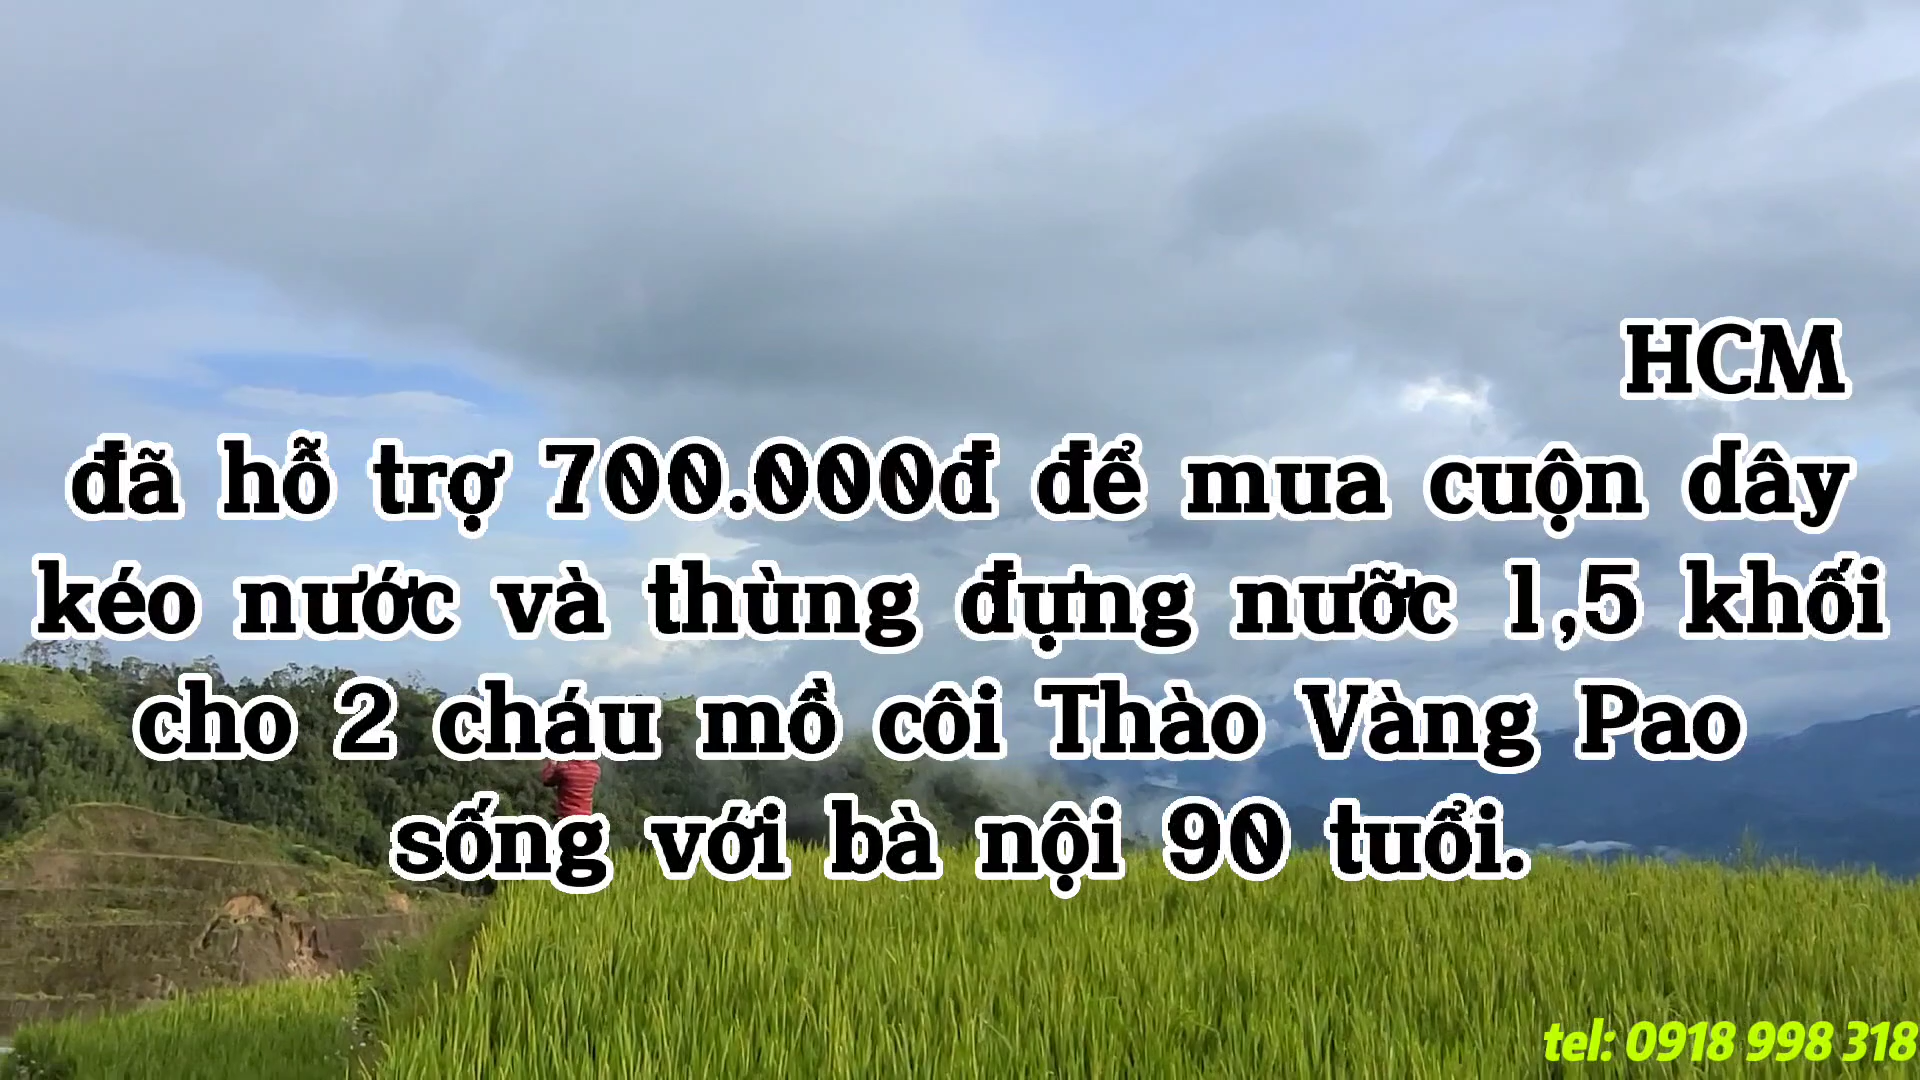 HCM
đã hỗ trợ 700.000đ để mua cuộn dây
kéo nước và thùng đựng nưỡc 1,5 khối
cho 2 cháu mồ côi Thào Vàng Pao
sống với bà nội 90 tuổi.
tel: 0918 998 318